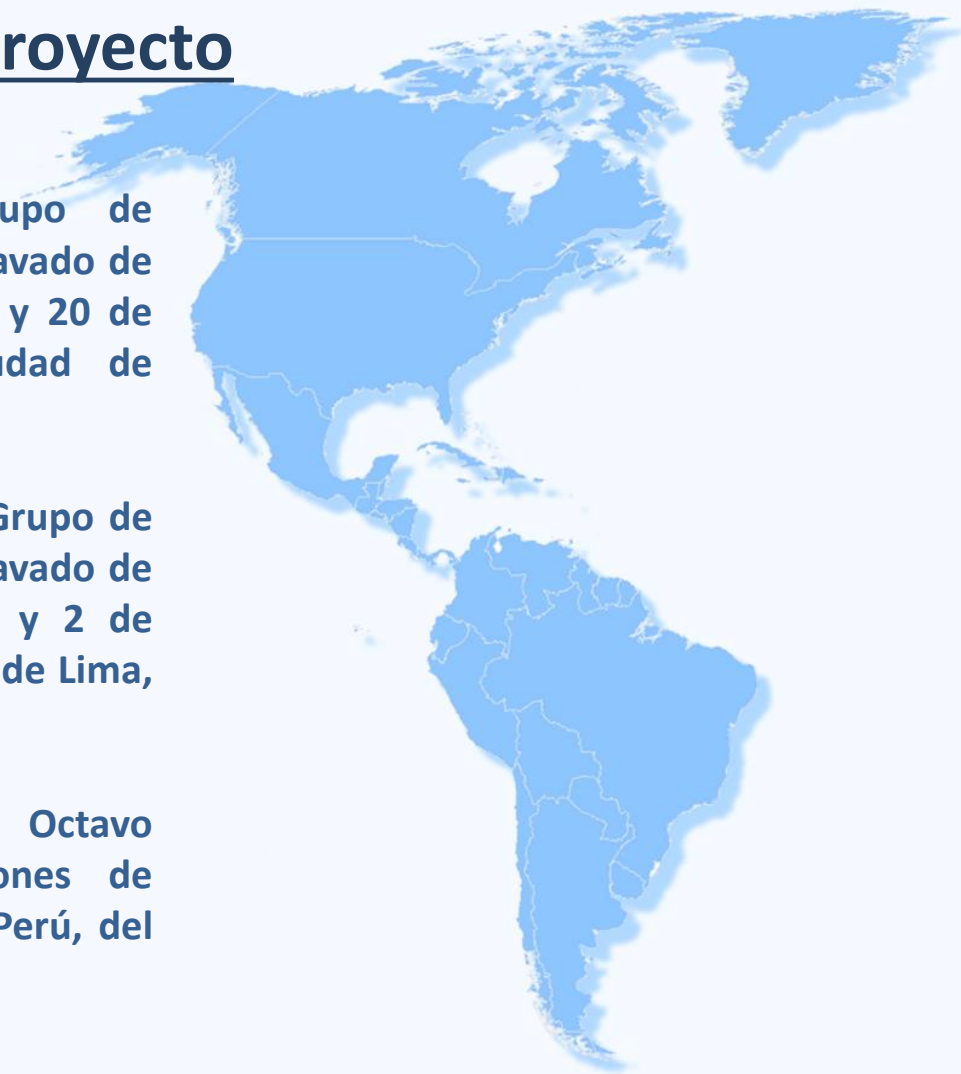 royecto
upo de
avado de
y 20 de
udad de
Grupo de
avado de
y 2 de
de Lima,
Octavo
ones de
Perú, del